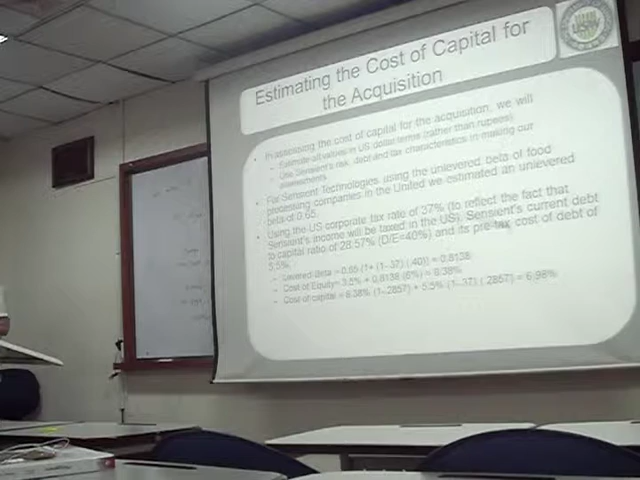 Estimating the Cost of Capital for
the Acquisition
• In assessing the cost of capital for the acquisition, we will
– Estimate all values in US dollar terms (rather than rupees)
– Use Sensient's risk, debt and tax characteristics in making our
assessments
• For Sensient Technologies, using the unlevered beta of food
processing companies in the United we estimated an unlevered
beta of 0.65.
• Using the US corporate tax rate of 37% (to reflect the fact that
Sensient's income will be taxed in the US), Sensient's current debt
to capital ratio of 28.57% (D/E=40%) and its pre-tax cost of debt of
5.5%.
– Levered Beta = 0.65 (1+ (1-.37) (.40)) = 0.8138
– Cost of Equity= 3.5% + 0.8138 (6%) = 8.38%
– Cost of capital = 8.38% (1-.2857) + 5.5% (1-.37) (.2857) = 6.98%